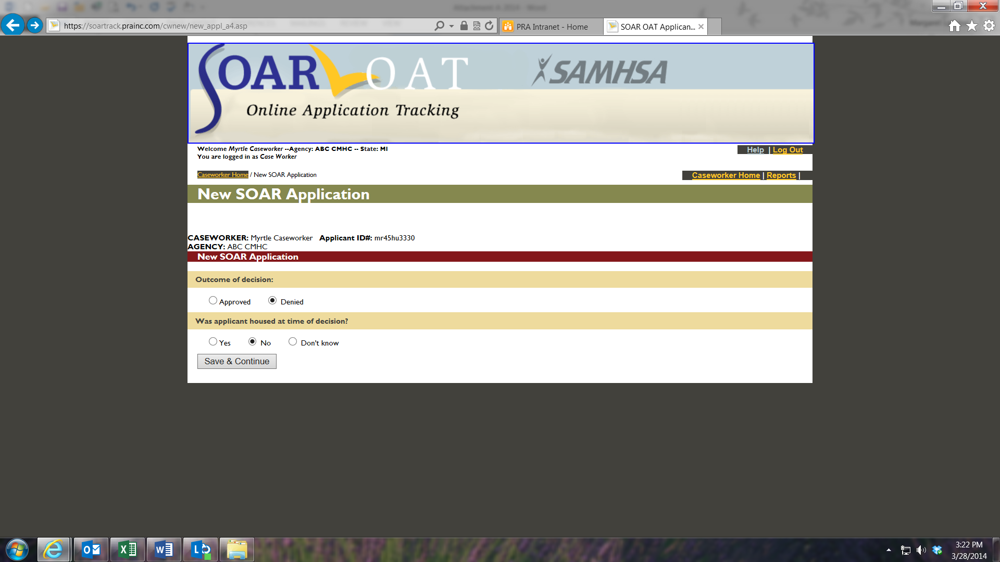 Attachment A 2014 - Word
https://soartrack.prainc.com/cwnew/new_appl_a4.asp
PRA Intranet - Home
SOAR OAT Applican...
SOAR OAT
SAMHSA
Online Application Tracking
Welcome Myrtle Caseworker --Agency: ABC CMHC -- State: MI
Help | Log Out
You are logged in as Case Worker
Caseworker Home / New SOAR Application
Caseworker Home | Reports |
New SOAR Application
CASEWORKER: Myrtle Caseworker Applicant ID#: mr45hu3330
AGENCY: ABC CMHC
New SOAR Application
Outcome of decision:
Approved Denied
Was applicant housed at time of decision?
Yes No Don't know
Save & Continue
3:22 PM
3/28/2014